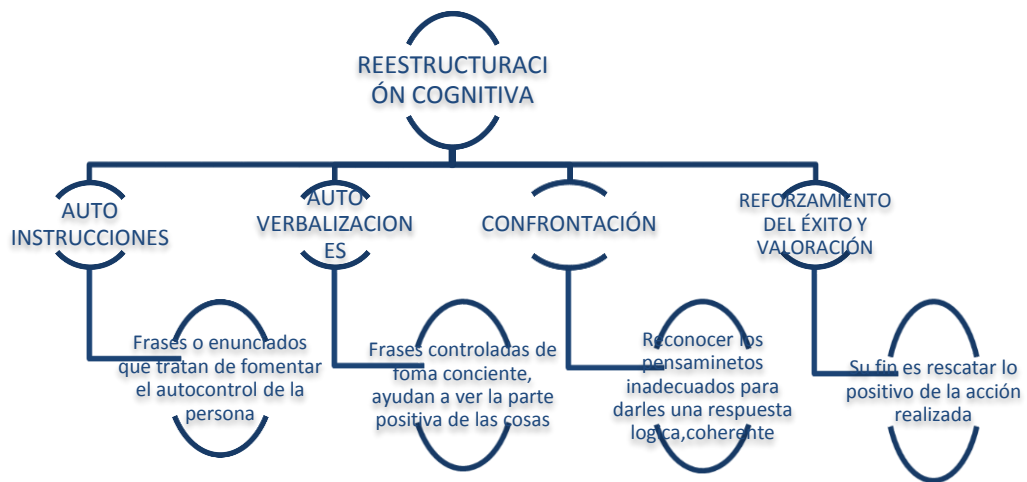 REESTRUCTURACI
ÓN COGNITIVA
AUTO
INSTRUCCIONES
AUTO
VERBALIZACION
ES
CONFRONTACIÓN
REFORZAMIENTO
DEL ÉXITO Y
VALORACIÓN
Frases o enunciados
que tratan de fomentar
el autocontrol de la
persona
Frases controladas de
foma conciente,
ayudan a ver la parte
positiva de las cosas
Reconocer los
pensaminetos
inadecuados para
darles una respuesta
logica,coherente
Su fin es rescatar lo
positivo de la acción
realizada